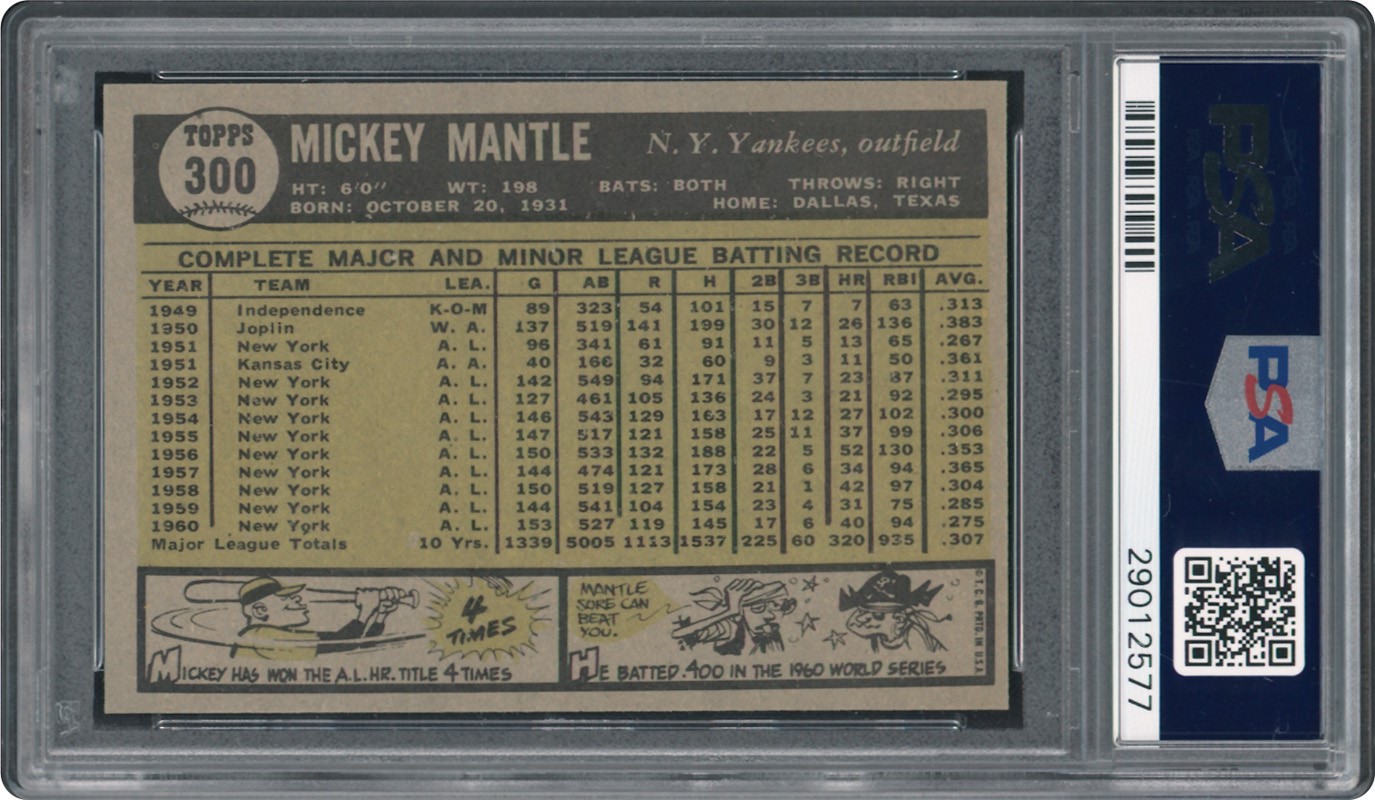 TOPPS
300
MICKEY MANTLE
N. Y. Yankees, outfield
HT: 6'0" WT: 198 BATS: BOTH THROWS: RIGHT
BORN: OCTOBER 20, 1931 HOME: DALLAS, TEXAS
COMPLETE MAJOR AND MINOR LEAGUE BATTING RECORD
YEAR TEAM LEA. G AB R H 2B 3B HR RBI AVG.
1949 Independence K-O-M 89 323 54 101 15 7 7 63 .313
1950 Joplin W. A. 137 519 141 199 30 12 26 136 .383
1951 New York A. L. 96 341 61 91 11 5 13 65 .267
1951 Kansas City A. A. 40 166 32 60 9 3 11 50 .361
1952 New York A. L. 142 549 94 171 37 7 23 87 .311
1953 New York A. L. 127 461 105 136 24 3 21 92 .295
1954 New York A. L. 146 543 129 163 17 12 27 102 .300
1955 New York A. L. 147 517 121 158 25 11 37 99 .306
1956 New York A. L. 150 533 132 188 22 5 52 130 .353
1957 New York A. L. 144 474 121 173 28 6 34 94 .365
1958 New York A. L. 150 519 127 158 21 1 42 97 .304
1959 New York A. L. 144 541 104 154 23 4 31 75 .285
1960 New York A. L. 153 527 119 145 17 6 40 94 .275
Major League Totals 10 Yrs. 1339 5005 1113 1537 225 60 320 935 .307
4
TIMES
MICKEY HAS WON THE A.L. HR. TITLE 4 TIMES
MANTLE
SURE CAN
BEAT
YOU.
HE BATTED .400 IN THE 1960 WORLD SERIES
© T. C. G. PRTD. IN U.S.A.
PSA
PSA
29012577